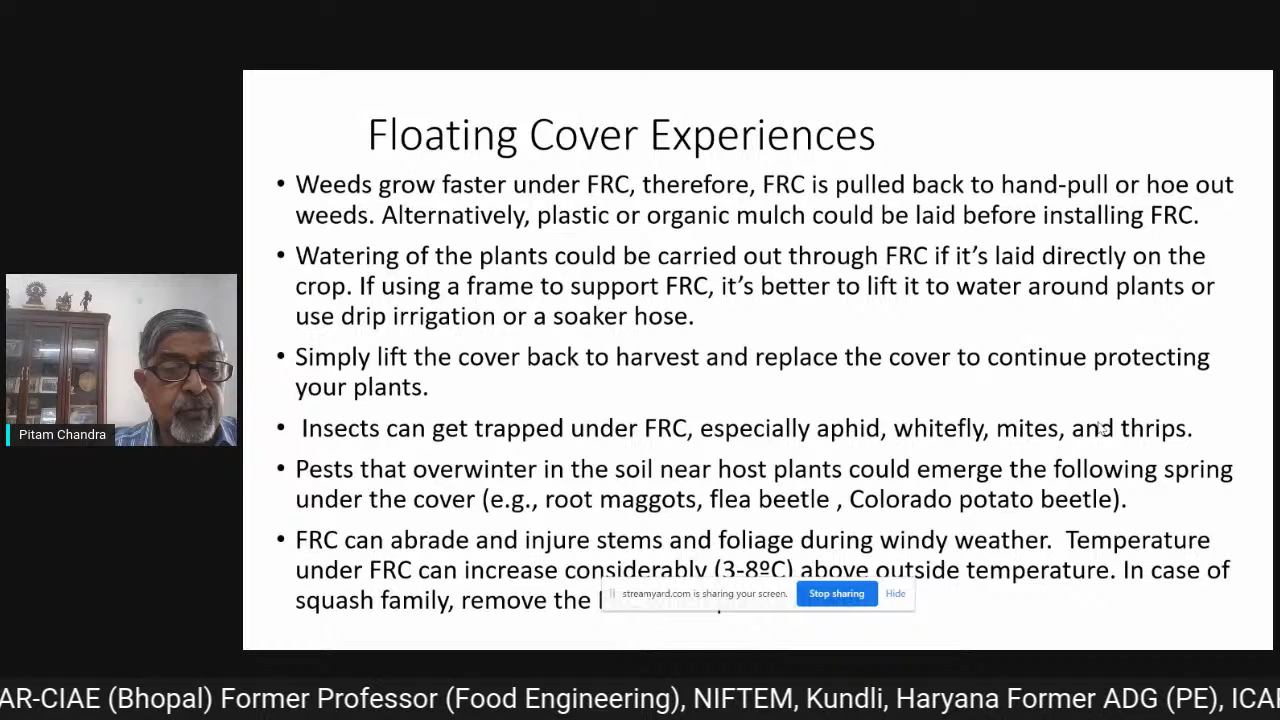 Floating Cover Experiences
• Weeds grow faster under FRC, therefore, FRC is pulled back to hand-pull or hoe out
weeds. Alternatively, plastic or organic mulch could be laid before installing FRC.
• Watering of the plants could be carried out through FRC if it’s laid directly on the
crop. If using a frame to support FRC, it’s better to lift it to water around plants or
use drip irrigation or a soaker hose.
• Simply lift the cover back to harvest and replace the cover to continue protecting
your plants.
• Insects can get trapped under FRC, especially aphid, whitefly, mites, and thrips.
• Pests that overwinter in the soil near host plants could emerge the following spring
under the cover (e.g., root maggots, flea beetle , Colorado potato beetle).
• FRC can abrade and injure stems and foliage during windy weather.  Temperature
under FRC can increase considerably (3-8ºC) above outside temperature. In case of
squash family, remove the
streamyard.com is sharing your screen. Stop sharing Hide
Pitam Chandra
AR-CIAE (Bhopal) Former Professor (Food Engineering), NIFTEM, Kundli, Haryana Former ADG (PE), ICA